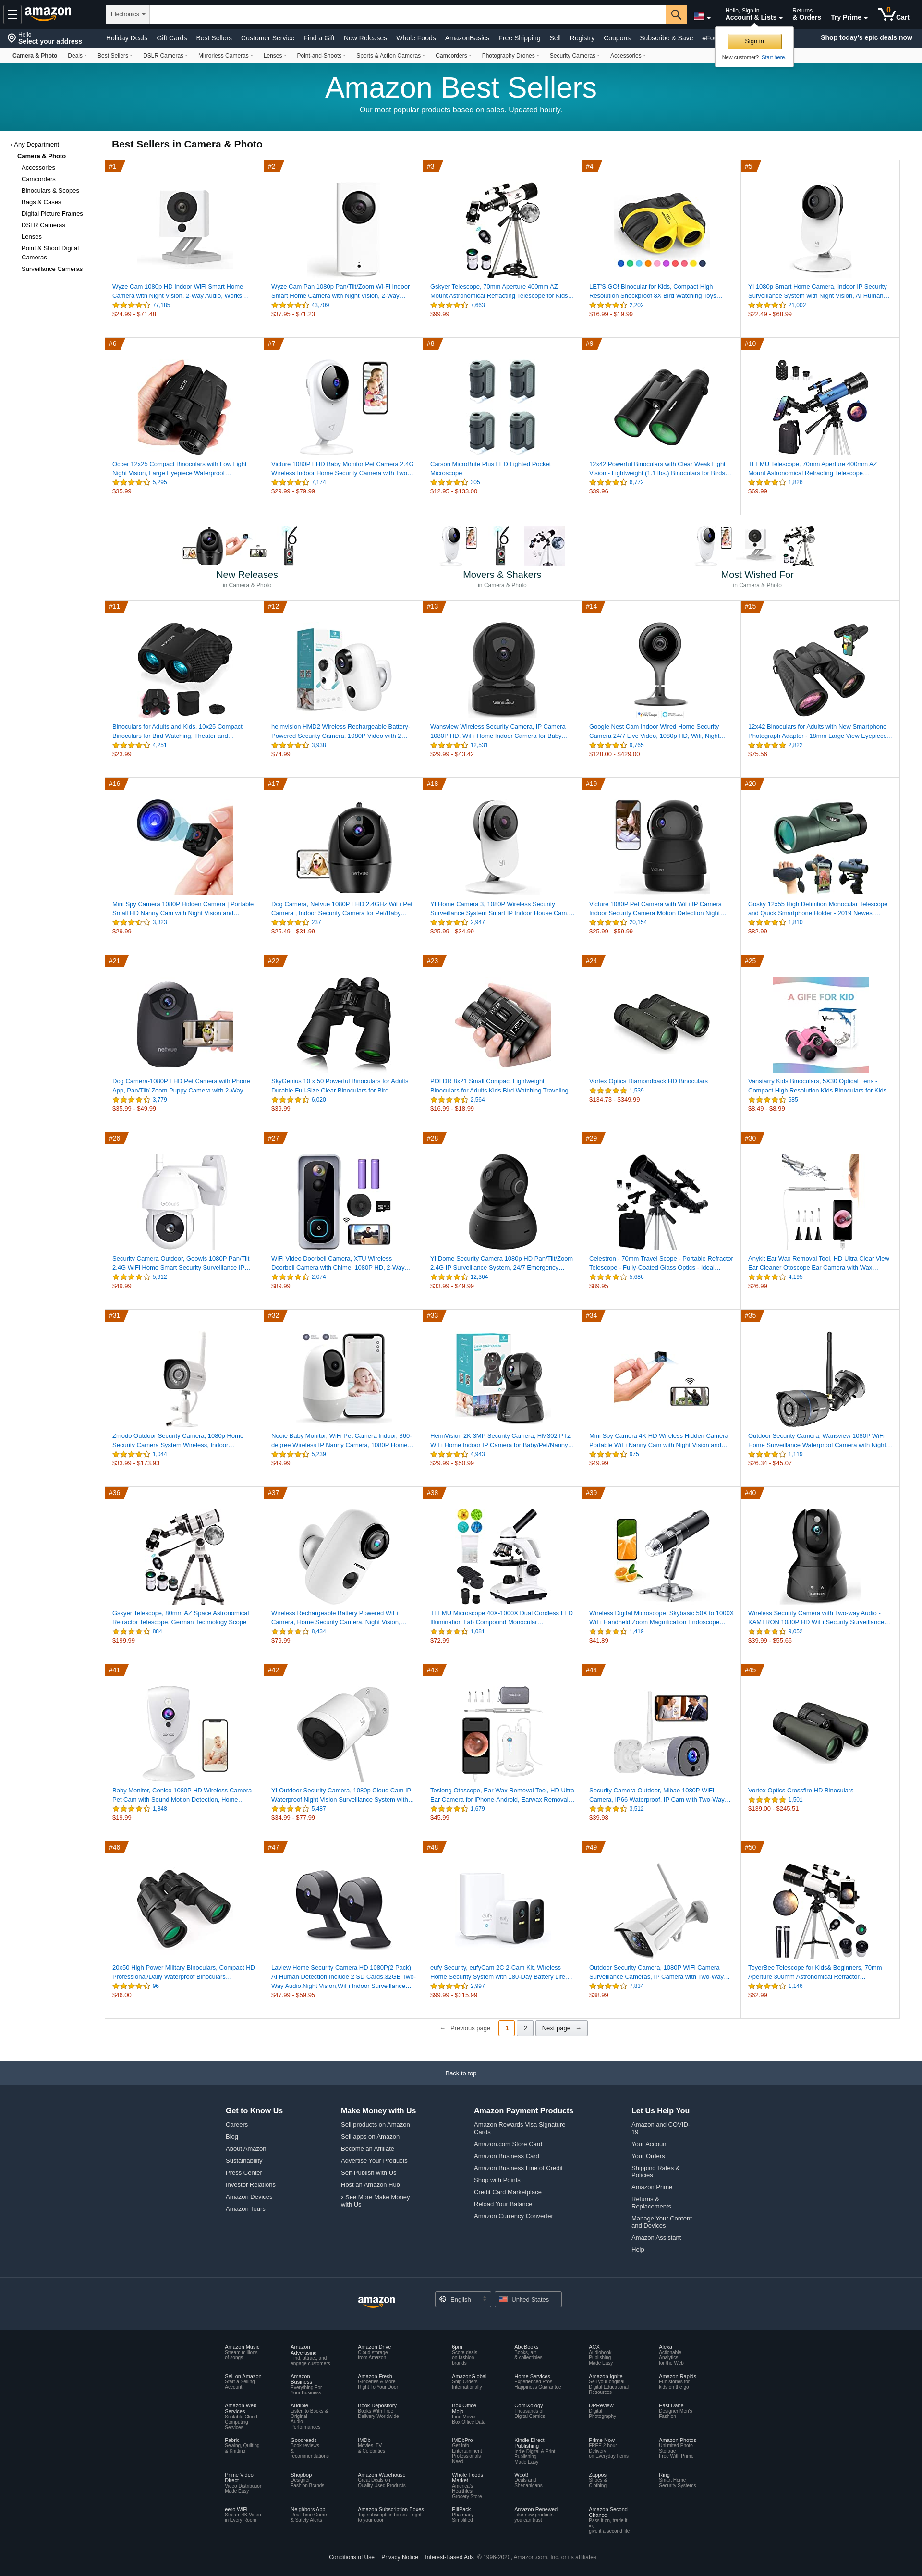 amazon
Electronics
Hello, Sign in
Account & Lists
Returns
& Orders
Try Prime
0
Cart
Hello
Select your address
Holiday Deals Gift Cards Best Sellers Customer Service Find a Gift New Releases Whole Foods AmazonBasics Free Shipping Sell Registry Coupons Subscribe & Save
Shop today's epic deals now
Sign in
New customer? Start here.
Camera & Photo Deals Best Sellers DSLR Cameras Mirrorless Cameras Lenses Point-and-Shoots Sports & Action Cameras Camcorders Photography Drones Security Cameras Accessories
Amazon Best Sellers
Our most popular products based on sales. Updated hourly.
‹ Any Department
Camera & Photo
Accessories
Camcorders
Binoculars & Scopes
Bags & Cases
Digital Picture Frames
DSLR Cameras
Lenses
Point & Shoot Digital
Cameras
Surveillance Cameras
Best Sellers in Camera & Photo
#1
Wyze Cam 1080p HD Indoor WiFi Smart Home
Camera with Night Vision, 2-Way Audio, Works…
77,185
$24.99 - $71.48
#2
Wyze Cam Pan 1080p Pan/Tilt/Zoom Wi-Fi Indoor
Smart Home Camera with Night Vision, 2-Way…
43,709
$37.95 - $71.23
#3
Gskyer Telescope, 70mm Aperture 400mm AZ
Mount Astronomical Refracting Telescope for Kids…
7,663
$99.99
#4
LET'S GO! Binocular for Kids, Compact High
Resolution Shockproof 8X Bird Watching Toys…
2,202
$16.99 - $19.99
#5
YI 1080p Smart Home Camera, Indoor IP Security
Surveillance System with Night Vision, AI Human…
21,002
$22.49 - $68.99
#6
Occer 12x25 Compact Binoculars with Low Light
Night Vision, Large Eyepiece Waterproof…
5,295
$35.99
#7
Victure 1080P FHD Baby Monitor Pet Camera 2.4G
Wireless Indoor Home Security Camera with Two…
7,174
$29.99 - $79.99
#8
Carson MicroBrite Plus LED Lighted Pocket
Microscope
305
$12.95 - $133.00
#9
12x42 Powerful Binoculars with Clear Weak Light
Vision - Lightweight (1.1 lbs.) Binoculars for Birds…
6,772
$39.96
#10
TELMU Telescope, 70mm Aperture 400mm AZ
Mount Astronomical Refracting Telescope…
1,826
$69.99
New Releases
in Camera & Photo
Movers & Shakers
in Camera & Photo
Most Wished For
in Camera & Photo
#11
Binoculars for Adults and Kids, 10x25 Compact
Binoculars for Bird Watching, Theater and…
4,251
$23.99
#12
heimvision HMD2 Wireless Rechargeable Battery-
Powered Security Camera, 1080P Video with 2…
3,938
$74.99
#13
Wansview Wireless Security Camera, IP Camera
1080P HD, WiFi Home Indoor Camera for Baby…
12,531
$29.99 - $43.42
#14
Google Nest Cam Indoor Wired Home Security
Camera 24/7 Live Video, 1080p HD, Wifi, Night…
9,765
$128.00 - $429.00
#15
12x42 Binoculars for Adults with New Smartphone
Photograph Adapter - 18mm Large View Eyepiece…
2,822
$75.56
#16
Mini Spy Camera 1080P Hidden Camera | Portable
Small HD Nanny Cam with Night Vision and…
3,323
$29.99
#17
netvue
Dog Camera, Netvue 1080P FHD 2.4GHz WiFi Pet
Camera , Indoor Security Camera for Pet/Baby…
237
$25.49 - $31.99
#18
YI Home Camera 3, 1080P Wireless Security
Surveillance System Smart IP Indoor House Cam,…
2,947
$25.99 - $34.99
#19
Victure 1080P Pet Camera with WiFi IP Camera
Indoor Security Camera Motion Detection Night…
20,154
$25.99 - $59.99
#20
Gosky 12x55 High Definition Monocular Telescope
and Quick Smartphone Holder - 2019 Newest…
1,810
$82.99
#21
netvue
Dog Camera-1080P FHD Pet Camera with Phone
App, Pan/Tilt/ Zoom Puppy Camera with 2-Way…
3,779
$35.99 - $49.99
#22
SkyGenius 10 x 50 Powerful Binoculars for Adults
Durable Full-Size Clear Binoculars for Bird…
6,020
$39.99
#23
POLDR 8x21 Small Compact Lightweight
Binoculars for Adults Kids Bird Watching Traveling…
2,564
$16.99 - $18.99
#24
Vortex Optics Diamondback HD Binoculars
1,539
$134.73 - $349.99
#25
A GIFE FOR KID
Vanstarry Kids Binoculars, 5X30 Optical Lens -
Compact High Resolution Kids Binoculars for Kids…
685
$8.49 - $8.99
#26
Security Camera Outdoor, Goowls 1080P Pan/Tilt
2.4G WiFi Home Smart Security Surveillance IP…
5,912
$49.99
#27
WiFi Video Doorbell Camera, XTU Wireless
Doorbell Camera with Chime, 1080P HD, 2-Way…
2,074
$89.99
#28
YI Dome Security Camera 1080p HD Pan/Tilt/Zoom
2.4G IP Surveillance System, 24/7 Emergency…
12,364
$33.99 - $49.99
#29
Celestron - 70mm Travel Scope - Portable Refractor
Telescope - Fully-Coated Glass Optics - Ideal…
5,686
$89.95
#30
Anykit Ear Wax Removal Tool, HD Ultra Clear View
Ear Cleaner Otoscope Ear Camera with Wax…
4,195
$26.99
#31
Zmodo Outdoor Security Camera, 1080p Home
Security Camera System Wireless, Indoor…
1,044
$33.99 - $173.93
#32
Nooie Baby Monitor, WiFi Pet Camera Indoor, 360-
degree Wireless IP Nanny Camera, 1080P Home…
5,239
$49.99
#33
HeimVision 2K 3MP Security Camera, HM302 PTZ
WiFi Home Indoor IP Camera for Baby/Pet/Nanny…
4,943
$29.99 - $50.99
#34
Mini Spy Camera 4K HD Wireless Hidden Camera
Portable WiFi Nanny Cam with Night Vision and…
975
$49.99
#35
Outdoor Security Camera, Wansview 1080P WiFi
Home Surveillance Waterproof Camera with Night…
1,119
$26.34 - $45.07
#36
Gskyer Telescope, 80mm AZ Space Astronomical
Refractor Telescope, German Technology Scope
884
$199.99
#37
Wireless Rechargeable Battery Powered WiFi
Camera, Home Security Camera, Night Vision,…
8,434
$79.99
#38
TELMU Microscope 40X-1000X Dual Cordless LED
Illumination Lab Compound Monocular…
1,081
$72.99
#39
Wireless Digital Microscope, Skybasic 50X to 1000X
WiFi Handheld Zoom Magnification Endoscope…
1,419
$41.89
#40
Wireless Security Camera with Two-way Audio -
KAMTRON 1080P HD WiFi Security Surveillance…
9,052
$39.99 - $55.66
#41
Baby Monitor, Conico 1080P HD Wireless Camera
Pet Cam with Sound Motion Detection, Home…
1,848
$19.99
#42
YI Outdoor Security Camera, 1080p Cloud Cam IP
Waterproof Night Vision Surveillance System with…
5,487
$34.99 - $77.99
#43
Teslong Otoscope, Ear Wax Removal Tool, HD Ultra
Ear Camera for iPhone-Android, Earwax Removal…
1,679
$45.99
#44
Security Camera Outdoor, Mibao 1080P WiFi
Camera, IP66 Waterproof, IP Cam with Two-Way…
3,512
$39.98
#45
Vortex Optics Crossfire HD Binoculars
1,501
$139.00 - $245.51
#46
20x50 High Power Military Binoculars, Compact HD
Professional/Daily Waterproof Binoculars…
96
$46.00
#47
Laview Home Security Camera HD 1080P(2 Pack)
AI Human Detection,Include 2 SD Cards,32GB Two-
Way Audio,Night Vision,WiFi Indoor Surveillance…
$47.99 - $59.95
#48
eufy Security, eufyCam 2C 2-Cam Kit, Wireless
Home Security System with 180-Day Battery Life,…
2,997
$99.99 - $315.99
#49
Outdoor Security Camera, 1080P WiFi Camera
Surveillance Cameras, IP Camera with Two-Way…
7,834
$38.99
#50
ToyerBee Telescope for Kids& Beginners, 70mm
Aperture 300mm Astronomical Refractor…
1,146
$62.99
← Previous page 1 2 Next page →
Back to top
Get to Know Us
Careers
Blog
About Amazon
Sustainability
Press Center
Investor Relations
Amazon Devices
Amazon Tours
Make Money with Us
Sell products on Amazon
Sell apps on Amazon
Become an Affiliate
Advertise Your Products
Self-Publish with Us
Host an Amazon Hub
› See More Make Money
with Us
Amazon Payment Products
Amazon Rewards Visa Signature
Cards
Amazon.com Store Card
Amazon Business Card
Amazon Business Line of Credit
Shop with Points
Credit Card Marketplace
Reload Your Balance
Amazon Currency Converter
Let Us Help You
Amazon and COVID-
19
Your Account
Your Orders
Shipping Rates &
Policies
Amazon Prime
Returns &
Replacements
Manage Your Content
and Devices
Amazon Assistant
Help
amazon
English
United States
Amazon Music
Stream millions
of songs
Amazon
Advertising
Find, attract, and
engage customers
Amazon Drive
Cloud storage
from Amazon
6pm
Score deals
on fashion
brands
AbeBooks
Books, art
& collectibles
ACX
Audiobook
Publishing
Made Easy
Alexa
Actionable
Analytics
for the Web
Sell on Amazon
Start a Selling
Account
Amazon
Business
Everything For
Your Business
Amazon Fresh
Groceries & More
Right To Your Door
AmazonGlobal
Ship Orders
Internationally
Home Services
Experienced Pros
Happiness Guarantee
Amazon Ignite
Sell your original
Digital Educational
Resources
Amazon Rapids
Fun stories for
kids on the go
Amazon Web
Services
Scalable Cloud
Computing
Services
Audible
Listen to Books &
Original
Audio
Performances
Book Depository
Books With Free
Delivery Worldwide
Box Office
Mojo
Find Movie
Box Office Data
ComiXology
Thousands of
Digital Comics
DPReview
Digital
Photography
East Dane
Designer Men's
Fashion
Fabric
Sewing, Quilting
& Knitting
Goodreads
Book reviews
&
recommendations
IMDb
Movies, TV
& Celebrities
IMDbPro
Get Info
Entertainment
Professionals
Need
Kindle Direct
Publishing
Indie Digital & Print
Publishing
Made Easy
Prime Now
FREE 2-hour
Delivery
on Everyday Items
Amazon Photos
Unlimited Photo
Storage
Free With Prime
Prime Video
Direct
Video Distribution
Made Easy
Shopbop
Designer
Fashion Brands
Amazon Warehouse
Great Deals on
Quality Used Products
Whole Foods
Market
America's
Healthiest
Grocery Store
Woot!
Deals and
Shenanigans
Zappos
Shoes &
Clothing
Ring
Smart Home
Security Systems
eero WiFi
Stream 4K Video
in Every Room
Neighbors App
Real-Time Crime
& Safety Alerts
Amazon Subscription Boxes
Top subscription boxes – right
to your door
PillPack
Pharmacy
Simplified
Amazon Renewed
Like-new products
you can trust
Amazon Second
Chance
Pass it on, trade it
in,
give it a second life
Conditions of Use Privacy Notice Interest-Based Ads © 1996-2020, Amazon.com, Inc. or its affiliates